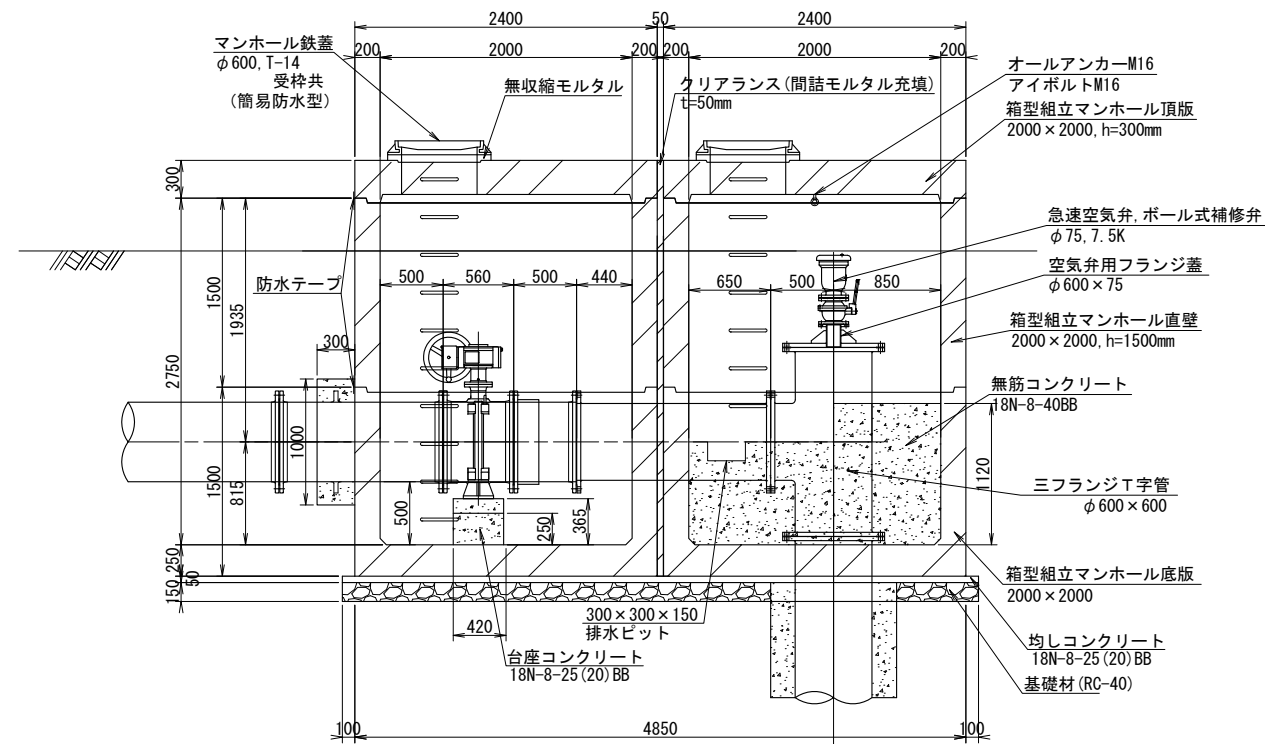 2400
50
2400
200
2000
200
200
2000
200
マンホール鉄蓋
φ600, T-14
受枠共
(簡易防水型)
無収縮モルタル
クリアランス(間詰モルタル充填)
t=50mm
オールアンカーM16
アイボルトM16
箱型組立マンホール頂版
2000×2000, h=300mm
300
急速空気弁, ボール式補修弁
φ75, 7.5K
空気弁用フランジ蓋
φ600×75
防水テープ
500
560
500
440
650
500
850
1500
1935
2750
300
箱型組立マンホール直壁
2000×2000, h=1500mm
無筋コンクリート
18N-8-40BB
1000
1500
815
500
250
365
1120
三フランジT字管
φ600×600
250
50
150
箱型組立マンホール底版
2000×2000
300×300×150
排水ピット
420
台座コンクリート
18N-8-25(20)BB
均しコンクリート
18N-8-25(20)BB
基礎材(RC-40)
100
4850
100